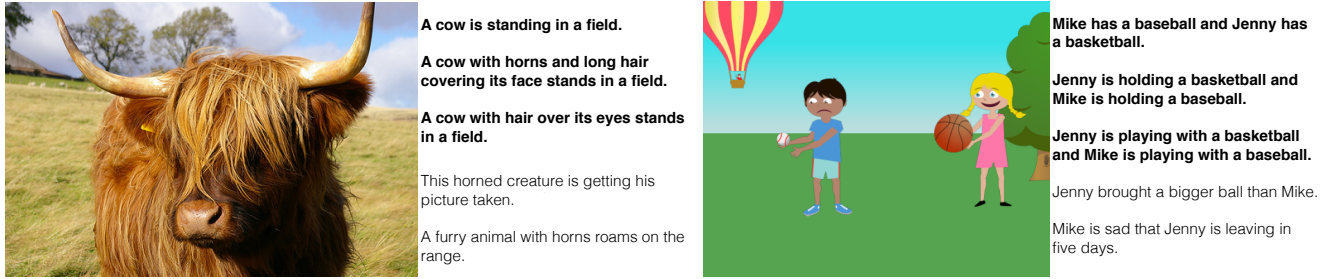 A cow is standing in a field.
A cow with horns and long hair
covering its face stands in a field.
A cow with hair over its eyes stands
in a field.
This horned creature is getting his
picture taken.
A furry animal with horns roams on the
range.
Mike has a baseball and Jenny has
a basketball.
Jenny is holding a basketball and
Mike is holding a baseball.
Jenny is playing with a basketball
and Mike is playing with a baseball.
Jenny brought a bigger ball than Mike.
Mike is sad that Jenny is leaving in
five days.